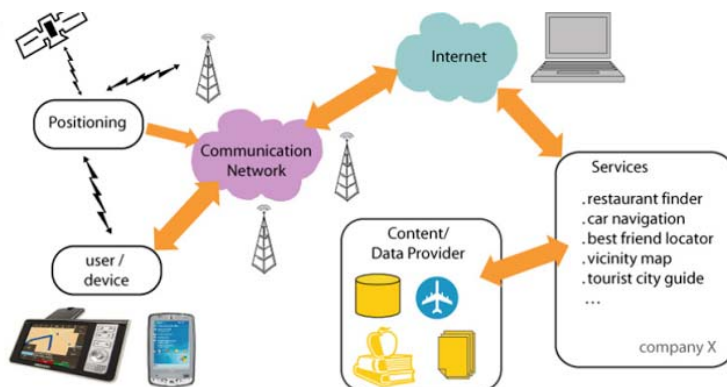 Internet
Positioning
Communication
Network
user /
device
Content/
Data Provider
Services
.restaurant finder
.car navigation
.best friend locator
.vicinity map
.tourist city guide
...
company X